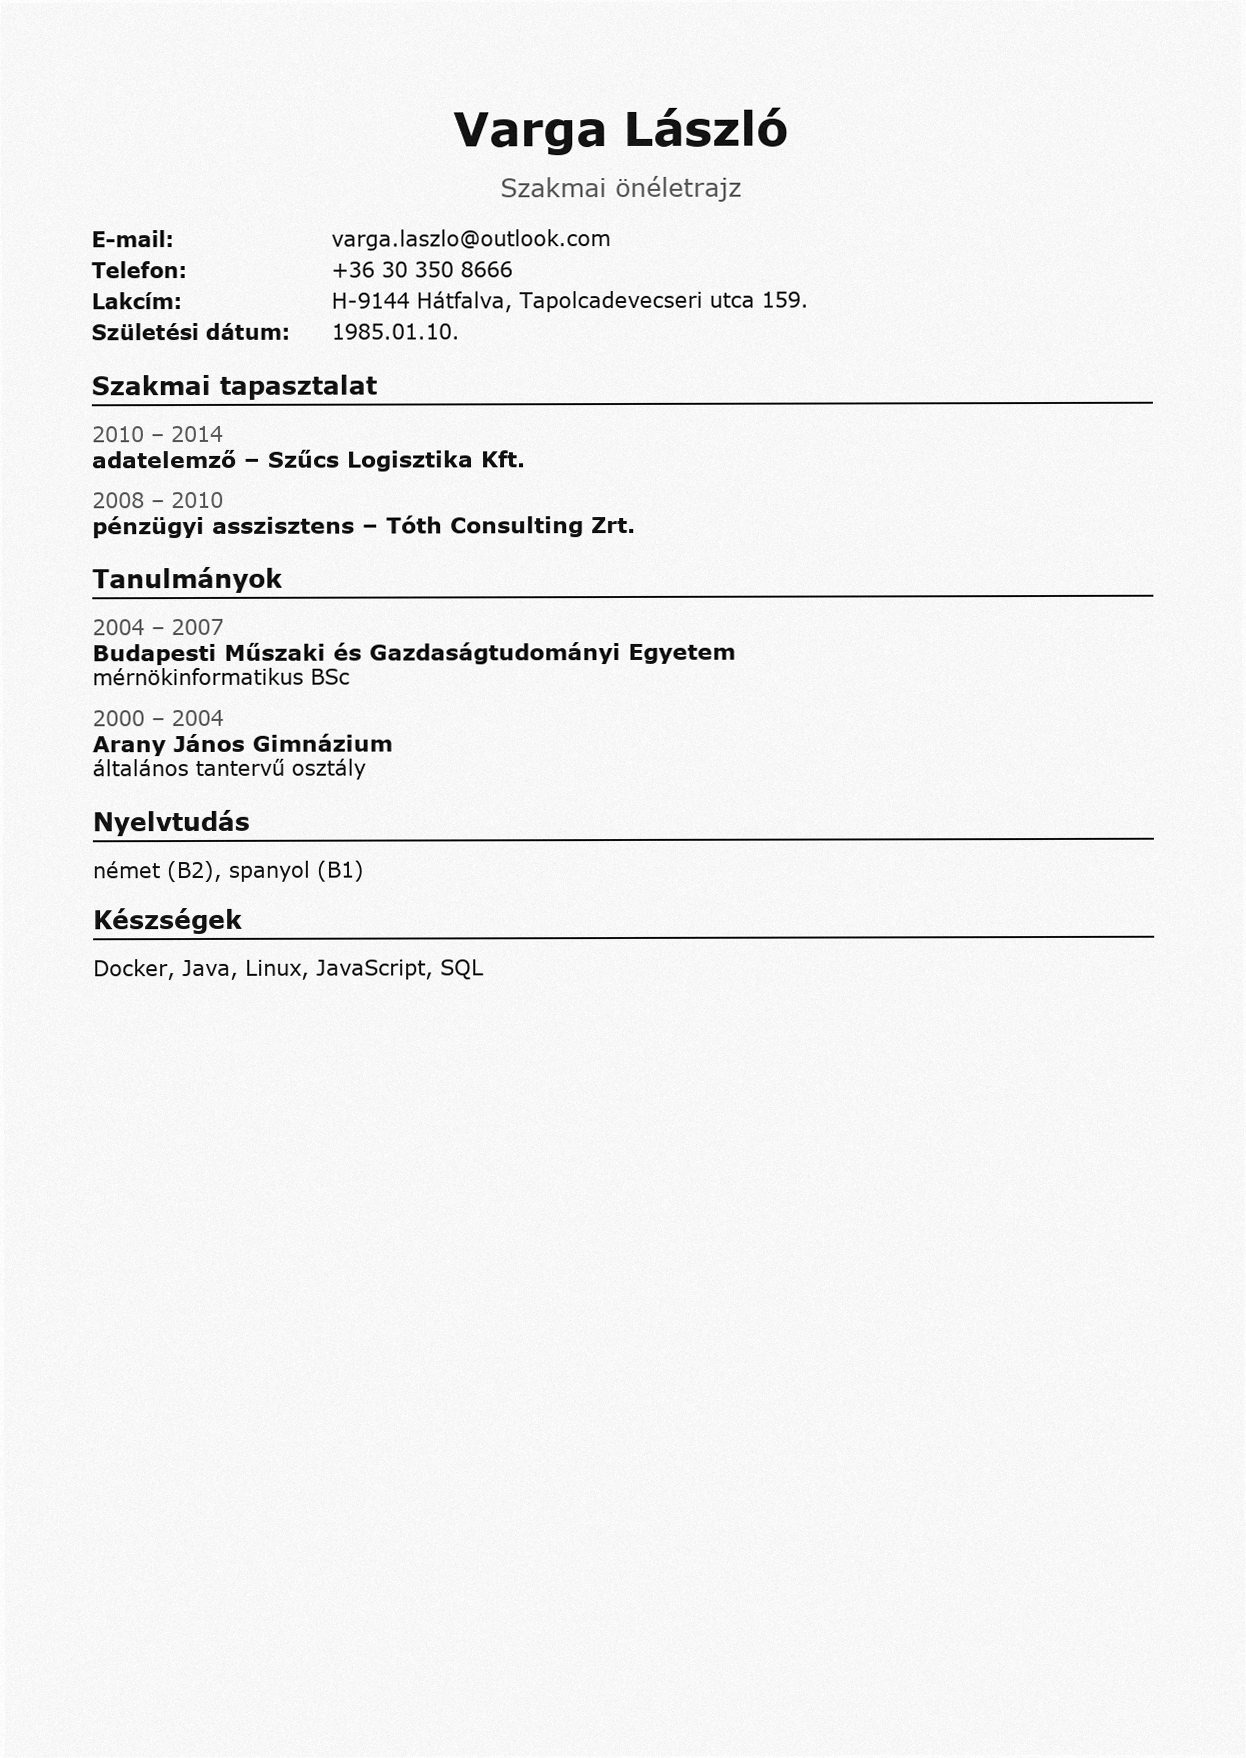 Varga László
Szakmai önéletrajz
E-mail: varga.laszlo@outlook.com
Telefon: +36 30 350 8666
Lakcím: H-9144 Hátfalva, Tapolcadevecseri utca 159.
Születési dátum: 1985.01.10.
Szakmai tapasztalat
2010 – 2014
adatelemző – Szűcs Logisztika Kft.
2008 – 2010
pénzügyi asszisztens – Tóth Consulting Zrt.
Tanulmányok
2004 – 2007
Budapesti Műszaki és Gazdaságtudományi Egyetem
mérnökinformatikus BSc
2000 – 2004
Arany János Gimnázium
általános tantervű osztály
Nyelvtudás
német (B2), spanyol (B1)
Készségek
Docker, Java, Linux, JavaScript, SQL